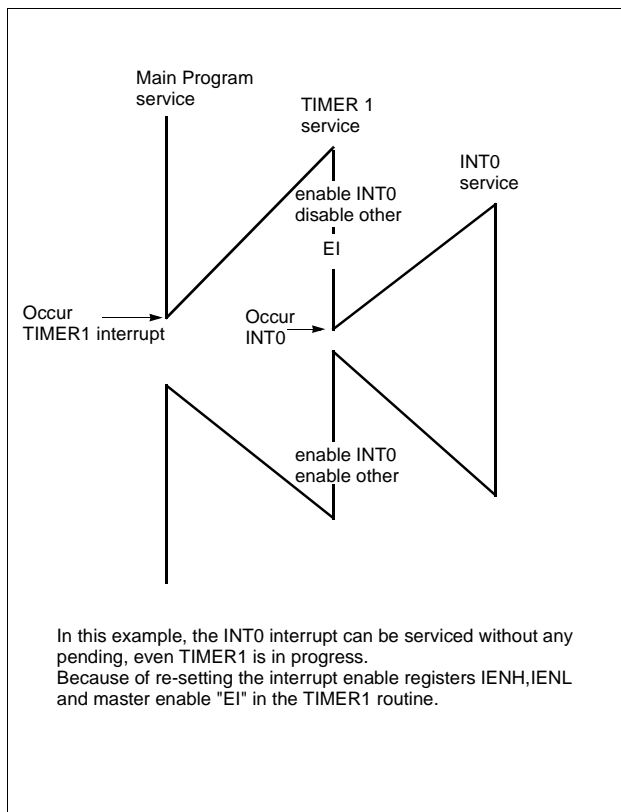 Main Program
service
TIMER 1
service
INT0
service
enable INT0
disable other
EI
Occur
TIMER1 interrupt
Occur
INT0
enable INT0
enable other
In this example, the INT0 interrupt can be serviced without any
pending, even TIMER1 is in progress.
Because of re-setting the interrupt enable registers IENH,IENL
and master enable "EI" in the TIMER1 routine.